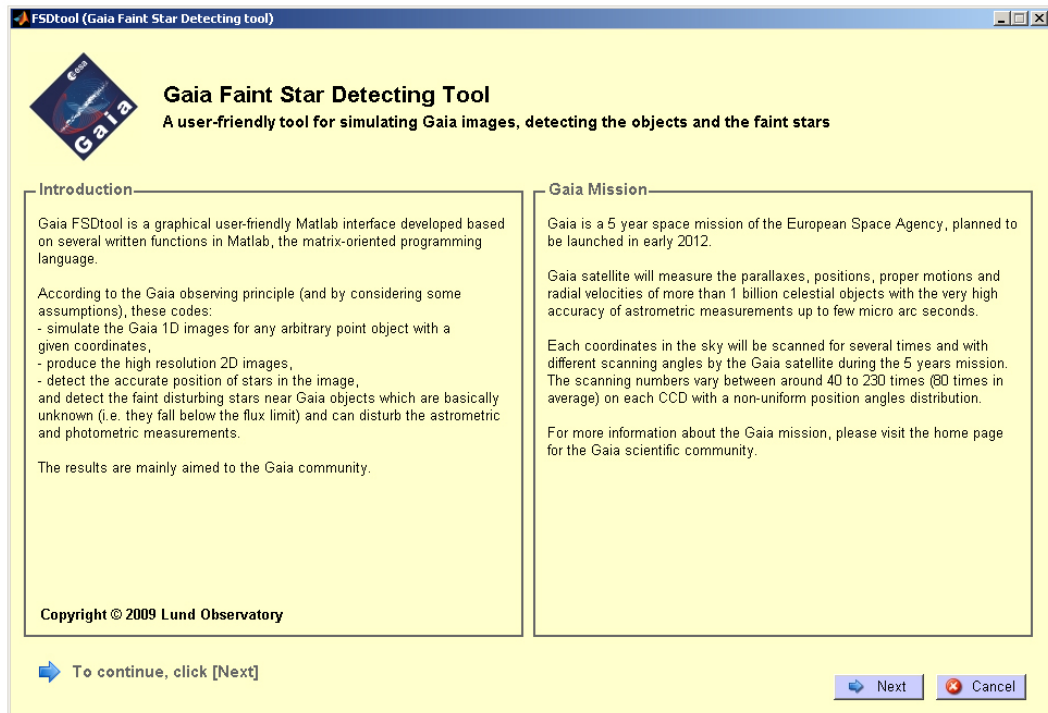 FSDtool (Gaia Faint Star Detecting tool)
esa
Gaia
Gaia Faint Star Detecting Tool
A user-friendly tool for simulating Gaia images, detecting the objects and the faint stars
Introduction
Gaia FSDtool is a graphical user-friendly Matlab interface developed based
on several written functions in Matlab, the matrix-oriented programming
language.
According to the Gaia observing principle (and by considering some
assumptions), these codes:
- simulate the Gaia 1D images for any arbitrary point object with a
given coordinates,
- produce the high resolution 2D images,
- detect the accurate position of stars in the image,
and detect the faint disturbing stars near Gaia objects which are basically
unknown (i.e. they fall below the flux limit) and can disturb the astrometric
and photometric measurements.
The results are mainly aimed to the Gaia community.
Copyright © 2009 Lund Observatory
Gaia Mission
Gaia is a 5 year space mission of the European Space Agency, planned to
be launched in early 2012.
Gaia satellite will measure the parallaxes, positions, proper motions and
radial velocities of more than 1 billion celestial objects with the very high
accuracy of astrometric measurements up to few micro arc seconds.
Each coordinates in the sky will be scanned for several times and with
different scanning angles by the Gaia satellite during the 5 years mission.
The scanning numbers vary between around 40 to 230 times (80 times in
average) on each CCD with a non-uniform position angles distribution.
For more information about the Gaia mission, please visit the home page
for the Gaia scientific community.
To continue, click [Next]
Next
Cancel